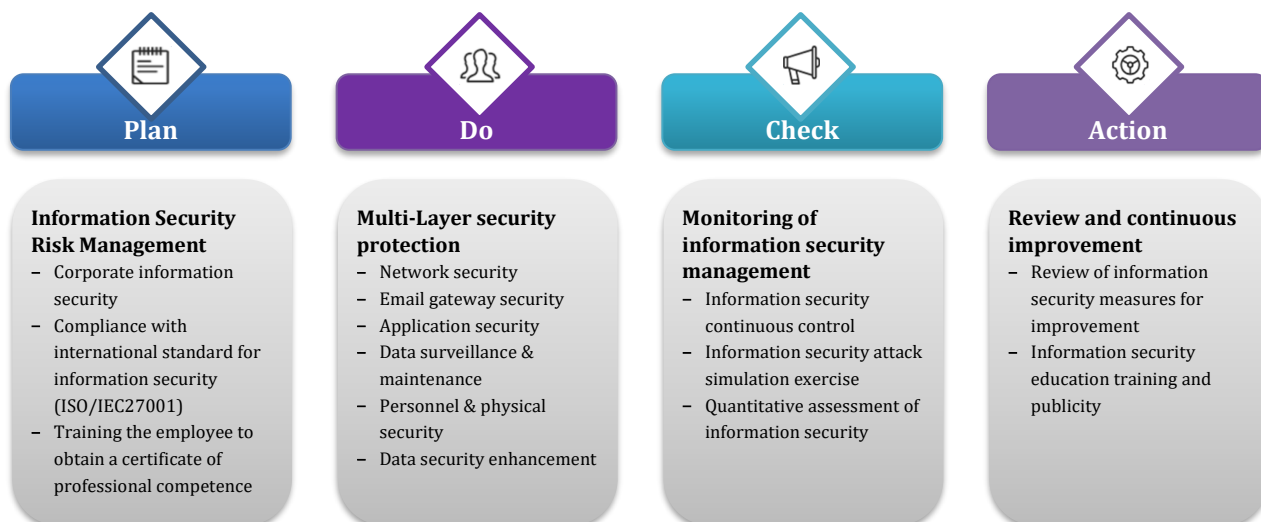 Plan
Information Security
Risk Management
– Corporate information
security
– Compliance with
international standard for
information security
(ISO/IEC27001)
– Training the employee to
obtain a certificate of
professional competence
Do
Multi-Layer security
protection
– Network security
– Email gateway security
– Application security
– Data surveillance &
maintenance
– Personnel & physical
security
– Data security enhancement
Check
Monitoring of
information security
management
– Information security
continuous control
– Information security attack
simulation exercise
– Quantitative assessment of
information security
Action
Review and continuous
improvement
– Review of information
security measures for
improvement
– Information security
education training and
publicity